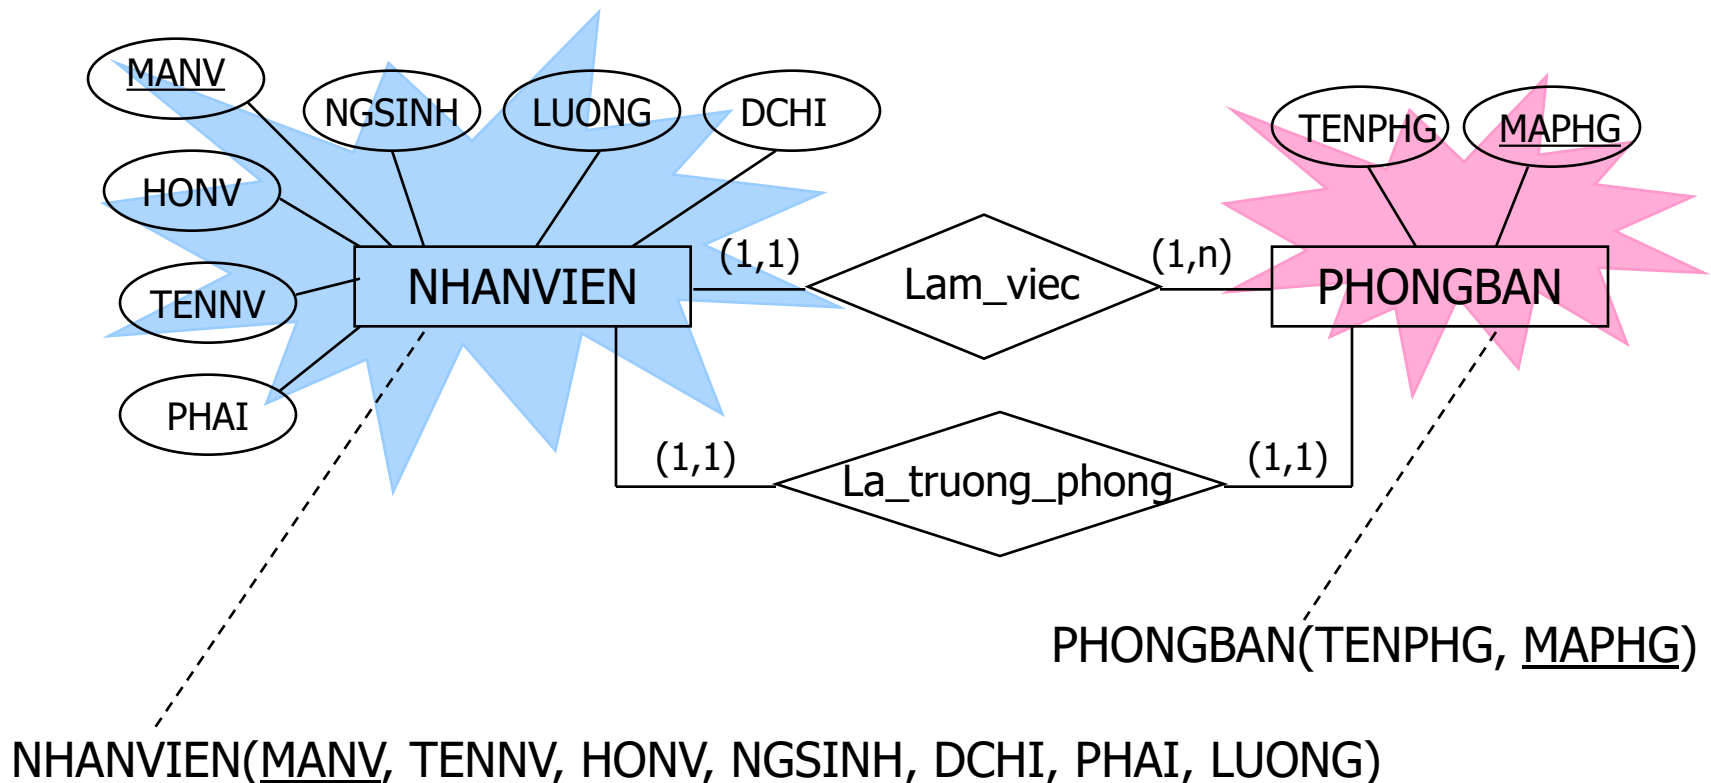 MANV
NGSINH
LUONG
DCHI
TENPHG
MAPHG
HONV
(1,1)
(1,n)
NHANVIEN
Lam_viec
PHONGBAN
TENNV
PHAI
(1,1)
(1,1)
La_truong_phong
PHONGBAN(TENPHG, MAPHG)
NHANVIEN(MANV, TENNV, HONV, NGSINH, DCHI, PHAI, LUONG)